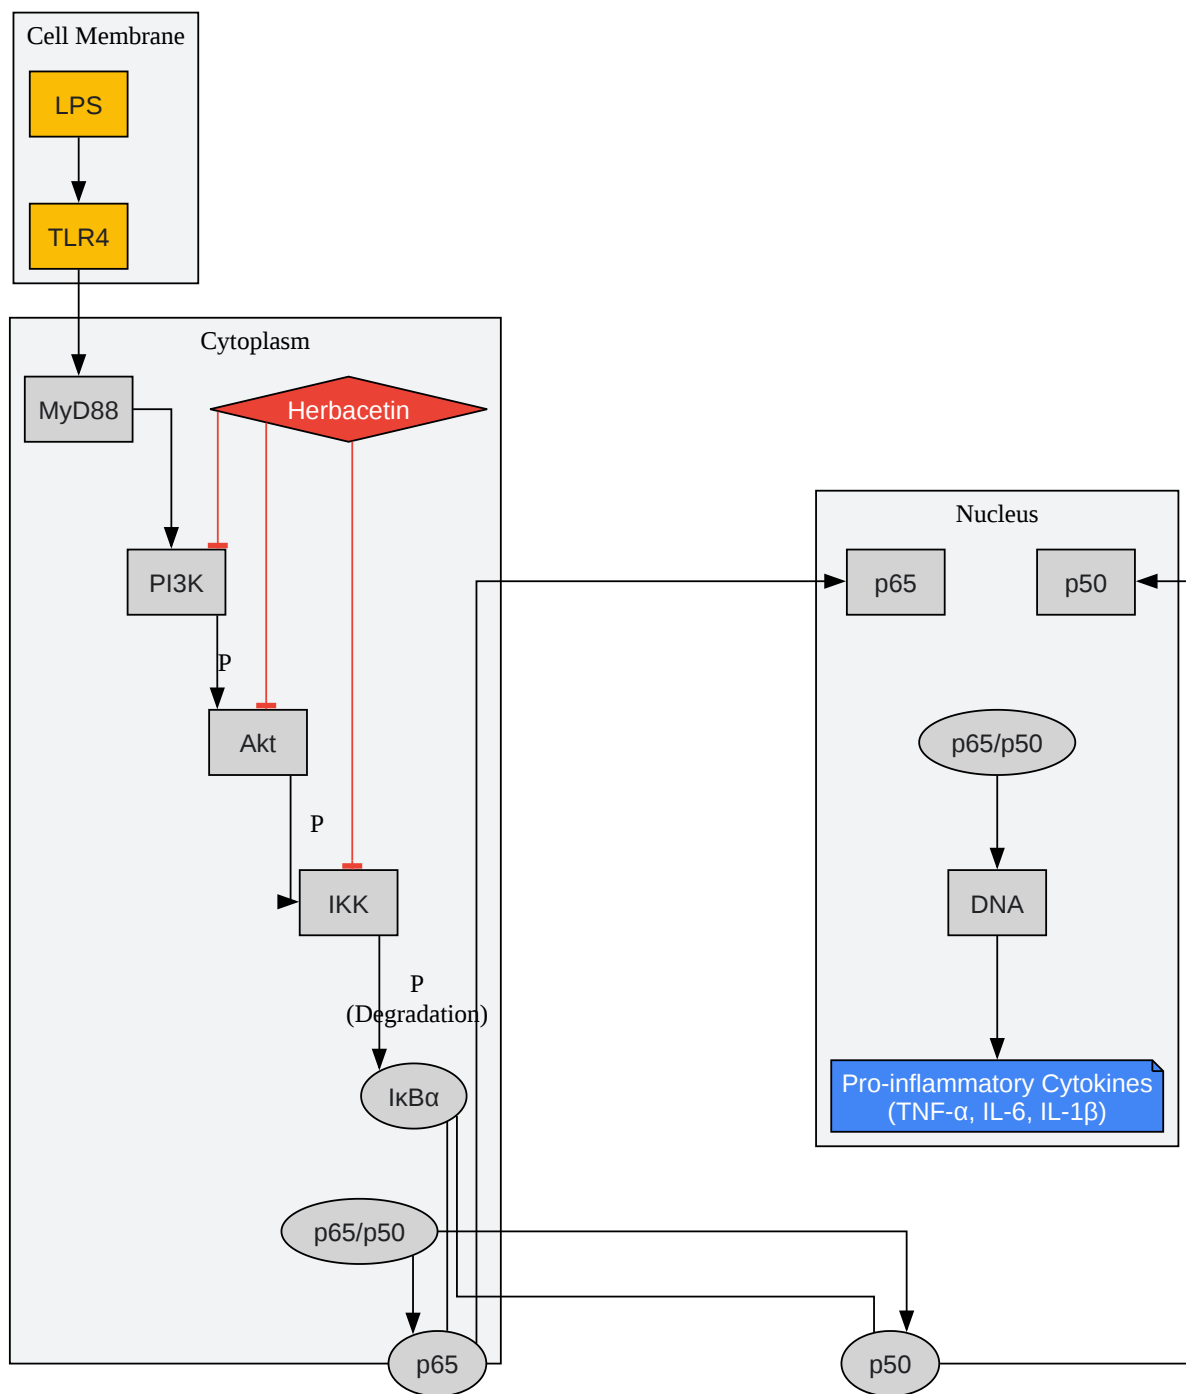 Cell Membrane
LPS
TLR4
Cytoplasm
MyD88
Herbacetin
PI3K
P
Akt
P
IKK
P
(Degradation)
IκBα
p65/p50
p65
p50
Nucleus
p65
p50
p65/p50
DNA
Pro-inflammatory Cytokines
(TNF-α, IL-6, IL-1β)